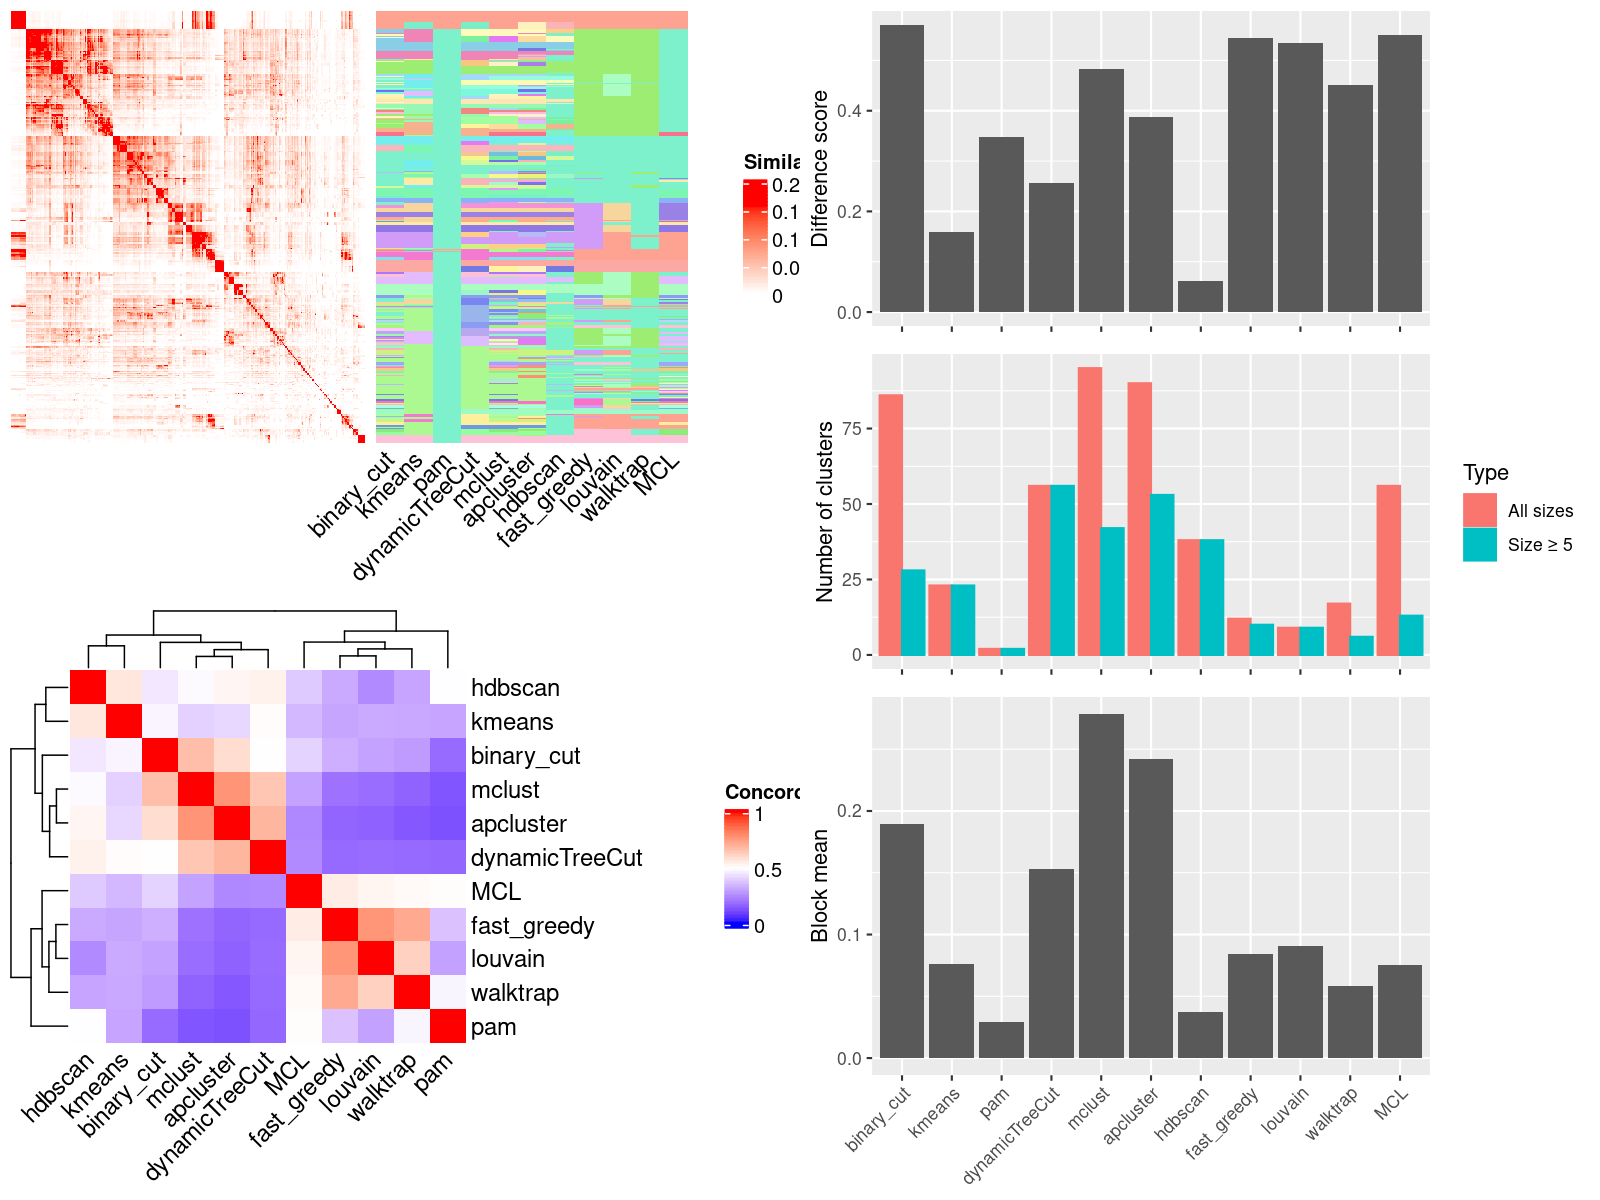 Simila
0.2
0.1
0.1
0.0
0
binary_cut
kmeans
pam
dynamicTreeCut
mclust
apcluster
hdbscan
fast_greedy
louvain
walktrap
MCL
hdbscan
kmeans
binary_cut
mclust
apcluster
dynamicTreeCut
MCL
fast_greedy
louvain
walktrap
pam
hdbscan
kmeans
binary_cut
mclust
apcluster
dynamicTreeCut
MCL
fast_greedy
louvain
walktrap
pam
Concord
1
0.5
0
Difference score
0.4
0.2
0.0
Number of clusters
75
50
25
0
Type
All sizes
Size ≥ 5
Block mean
0.2
0.1
0.0
binary_cut
kmeans
pam
dynamicTreeCut
mclust
apcluster
hdbscan
fast_greedy
louvain
walktrap
MCL